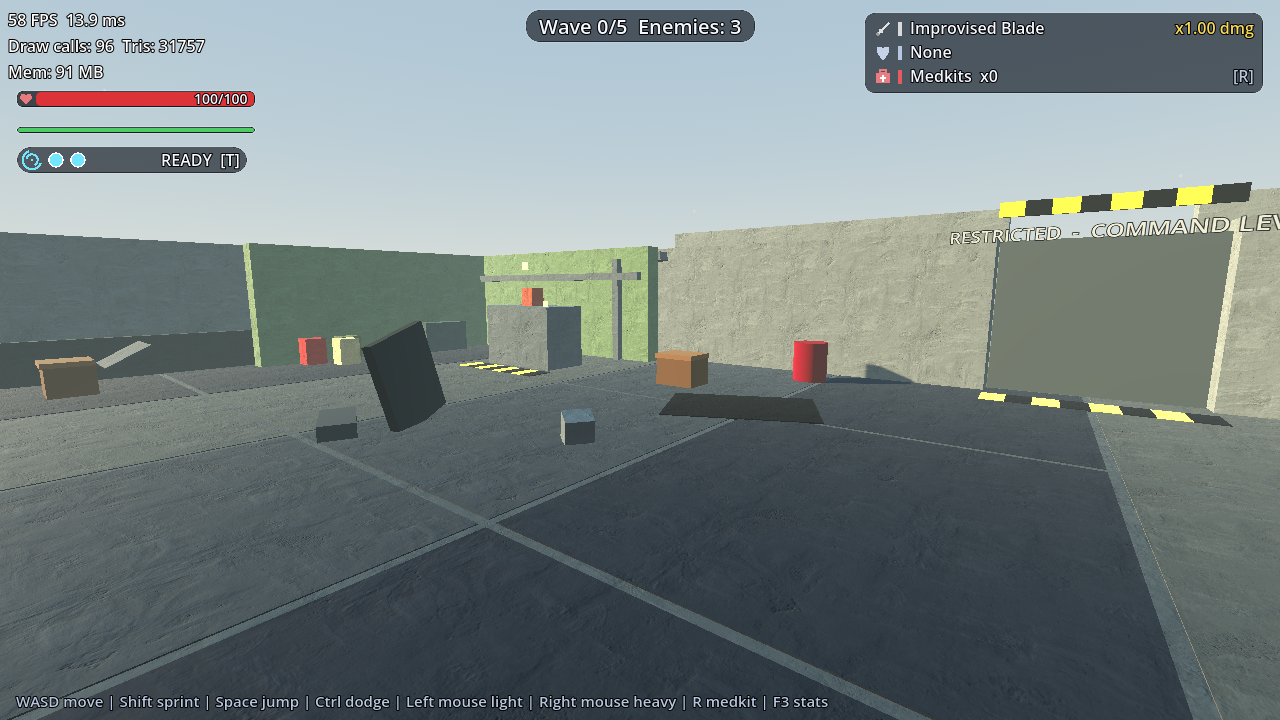 58 FPS 13.9 ms
Draw calls: 96 Tris: 31757
Mem: 91 MB
100/100
READY [T]
Wave 0/5 Enemies: 3
Improvised Blade x1.00 dmg
None
Medkits x0 [R]
RESTRICTED - COMMAND LEV
WASD move | Shift sprint | Space jump | Ctrl dodge | Left mouse light | Right mouse heavy | R medkit | F3 stats